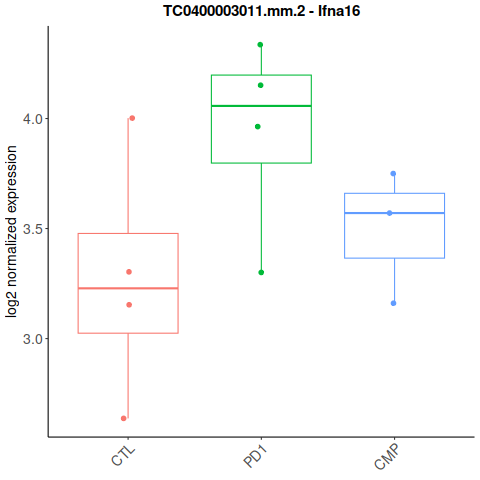 TC0400003011.mm.2 - Ifna16
log2 normalized expression
4.0
3.5
3.0
CTL
PD1
CMP